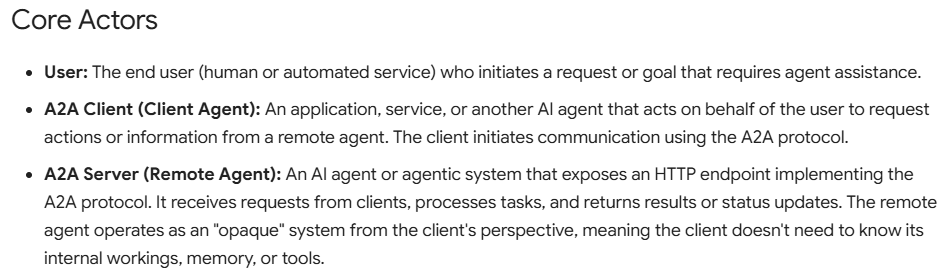 Core Actors
• User: The end user (human or automated service) who initiates a request or goal that requires agent assistance.
• A2A Client (Client Agent): An application, service, or another AI agent that acts on behalf of the user to request
actions or information from a remote agent. The client initiates communication using the A2A protocol.
• A2A Server (Remote Agent): An AI agent or agentic system that exposes an HTTP endpoint implementing the
A2A protocol. It receives requests from clients, processes tasks, and returns results or status updates. The remote
agent operates as an "opaque" system from the client's perspective, meaning the client doesn't need to know its
internal workings, memory, or tools.